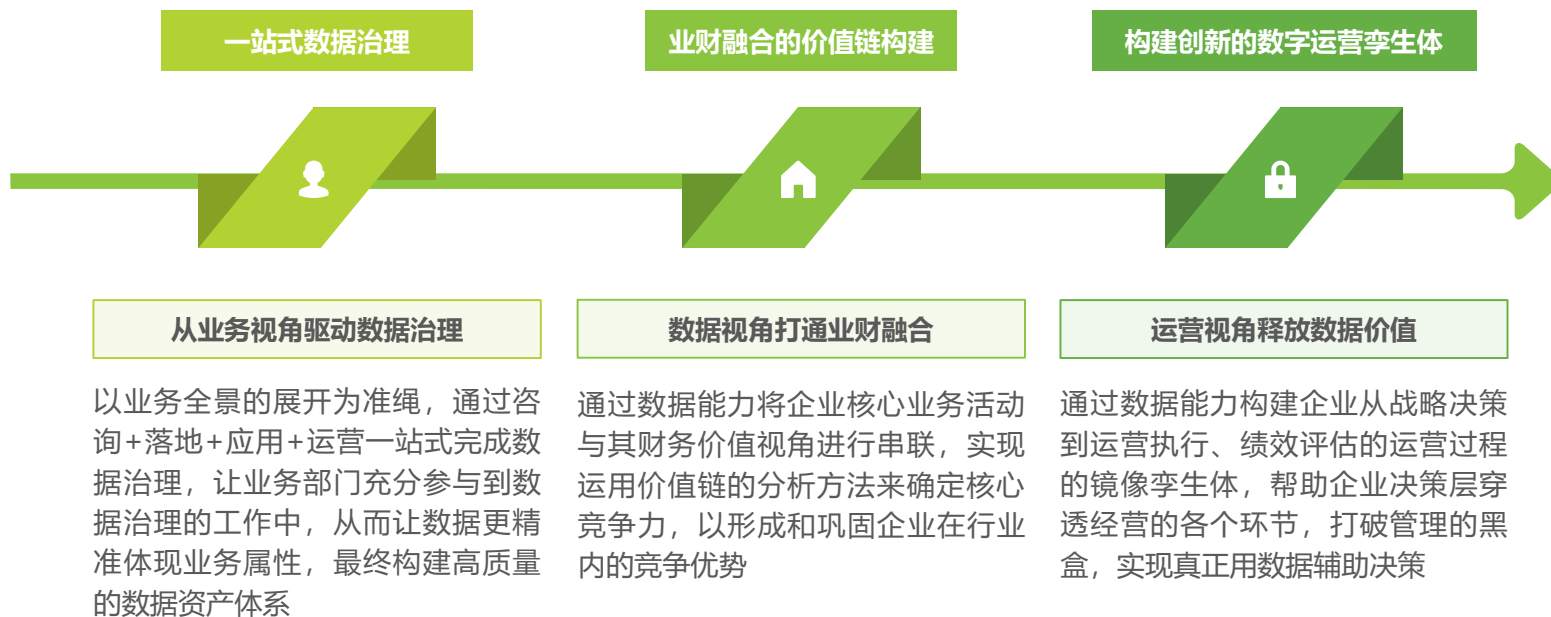 一站式数据治理
业财融合的价值链构建
构建创新的数字运营孪生体
从业务视角驱动数据治理
以业务全景的展开为准绳，通过咨
询+落地+应用+运营一站式完成数
据治理，让业务部门充分参与到数
据治理的工作中，从而让数据更精
准体现业务属性，最终构建高质量
的数据资产体系
数据视角打通业财融合
通过数据能力将企业核心业务活动
与其财务价值视角进行串联，实现
运用价值链的分析方法来确定核心
竞争力，以形成和巩固企业在行业
内的竞争优势
运营视角释放数据价值
通过数据能力构建企业从战略决策
到运营执行、绩效评估的运营过程
的镜像孪生体，帮助企业决策层穿
透经营的各个环节，打破管理的黑
盒，实现真正用数据辅助决策